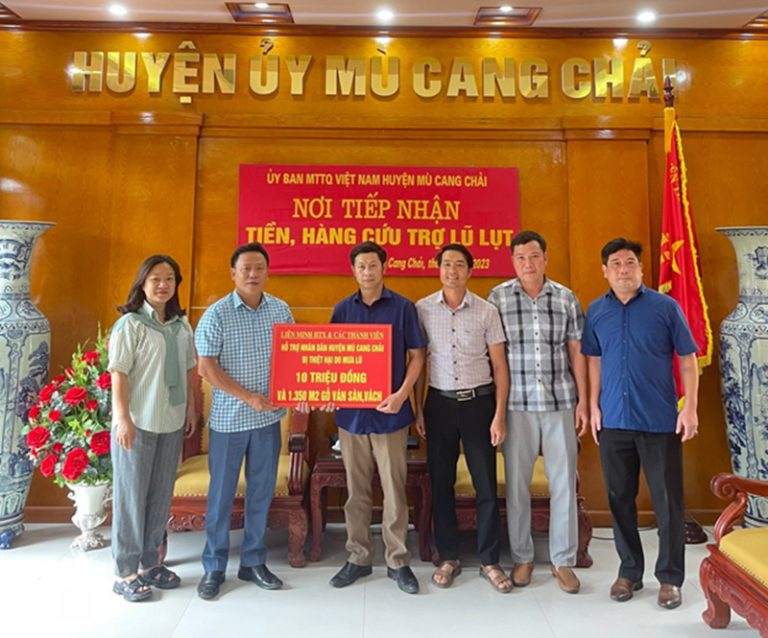 HUYỆN ỦY MÙ CANG CHẢI
ỦY BAN MTTQ VIỆT NAM HUYỆN MÙ CANG CHẢI
NƠI TIẾP NHẬN
TIỀN, HÀNG CỨU TRỢ LŨ LỤT
Cang Chải, th 2023
LIÊN MINH HTX & CÁC THÀNH VIÊN
HỖ TRỢ NHÂN DÂN HUYỆN MÙ CANG CHẢI
BỊ THIỆT HẠI DO MƯA LŨ
10 TRIỆU ĐỒNG
VÀ 1.350 M2 GỖ VÁN SÀN,VÁCH